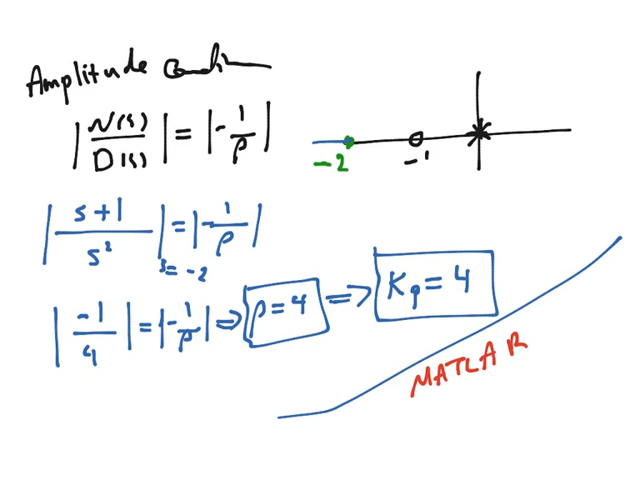 Amplitude
|N(s)/D(s)| = |-1/ρ|
-2 -1
|s+1/s²| s=-2 = |-1/ρ|
|-1/4| = |-1/ρ| ⇒ ρ=4 ⇒ Kp=4
MATLAB